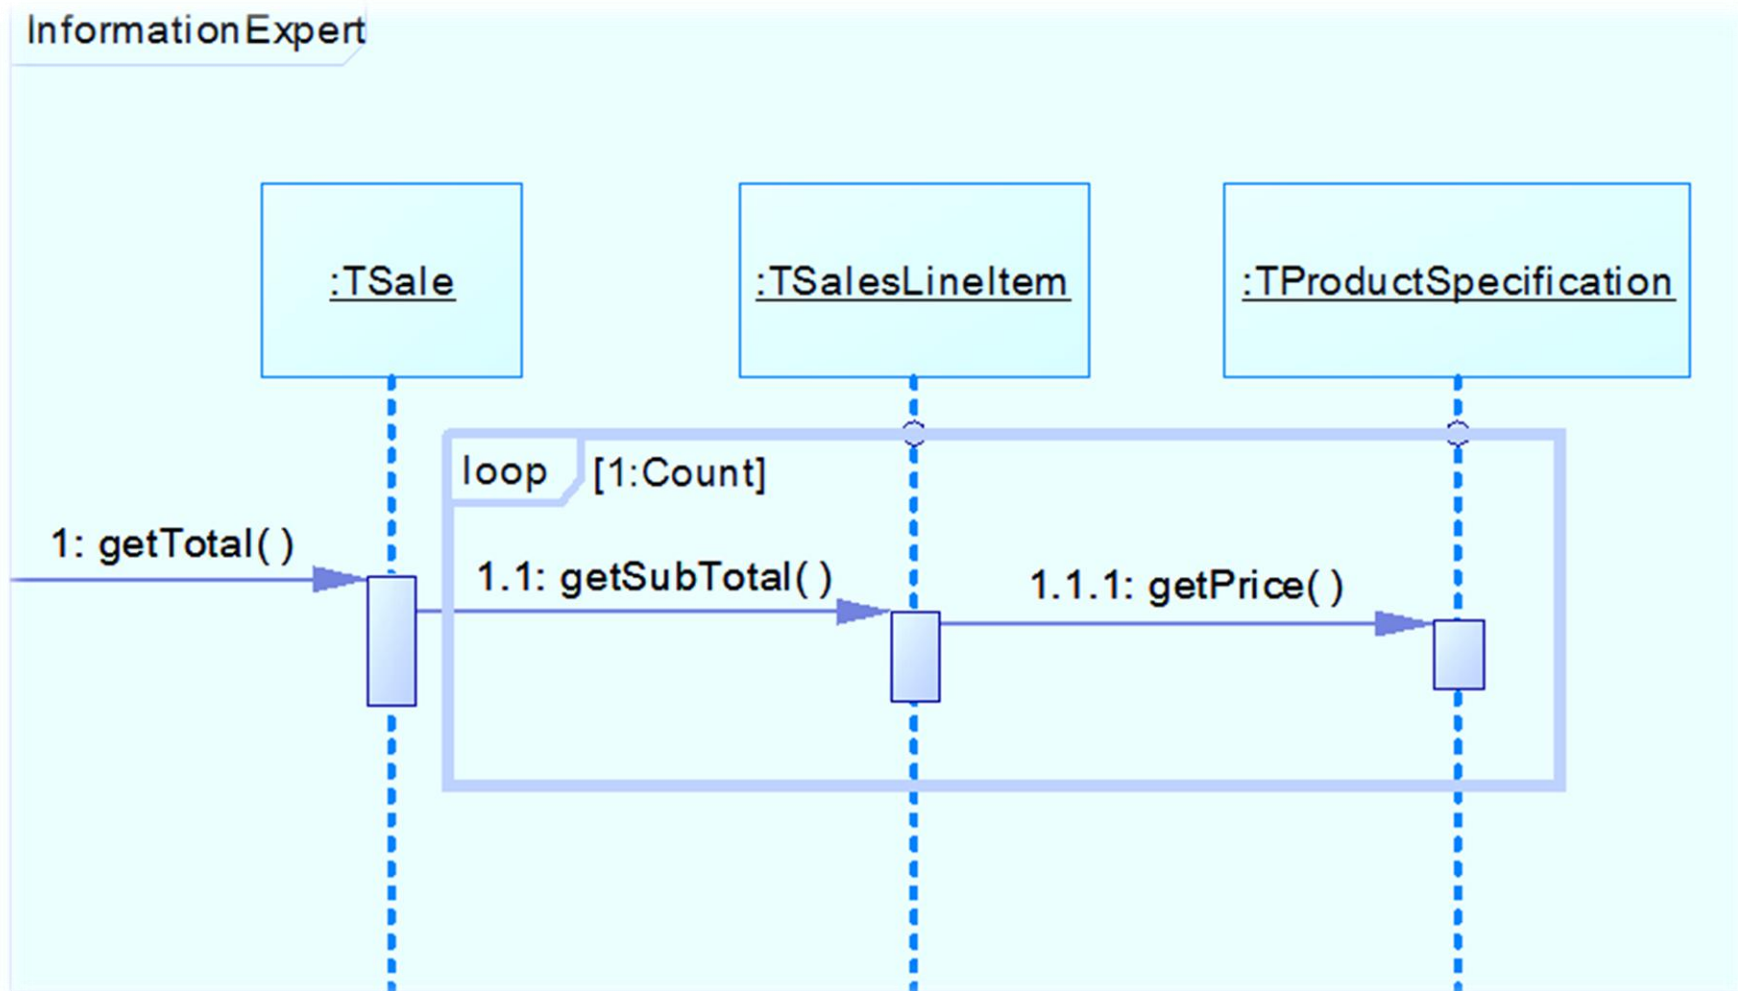 InformationExpert
:TSale
:TSalesLineItem
:TProductSpecification
loop
[1:Count]
1: getTotal()
1.1: getSubTotal()
1.1.1: getPrice()